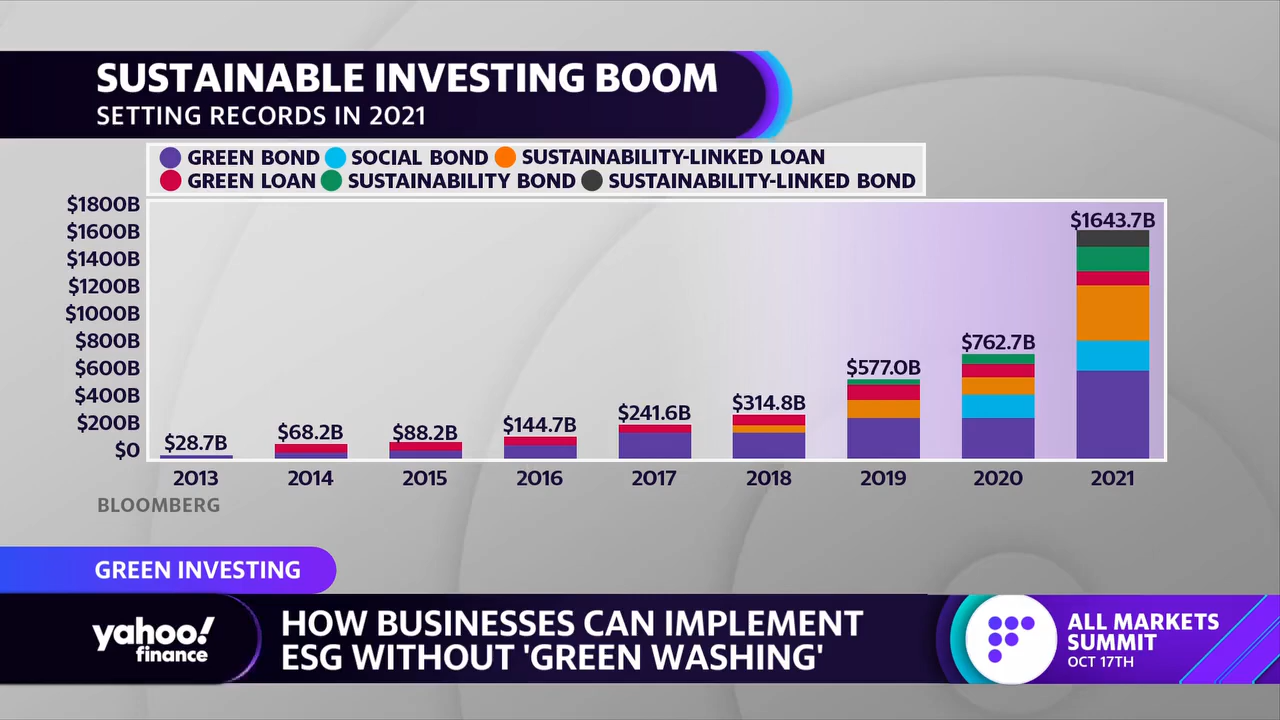 SUSTAINABLE INVESTING BOOM
SETTING RECORDS IN 2021
GREEN BOND SOCIAL BOND SUSTAINABILITY-LINKED LOAN
GREEN LOAN SUSTAINABILITY BOND SUSTAINABILITY-LINKED BOND
$1800B
$1600B
$1400B
$1200B
$1000B
$800B
$600B
$400B
$200B
$0
$28.7B
$68.2B
$88.2B
$144.7B
$241.6B
$314.8B
$577.0B
$762.7B
$1643.7B
2013 2014 2015 2016 2017 2018 2019 2020 2021
BLOOMBERG
GREEN INVESTING
yahoo!
finance
HOW BUSINESSES CAN IMPLEMENT
ESG WITHOUT 'GREEN WASHING'
ALL MARKETS
SUMMIT
OCT 17TH